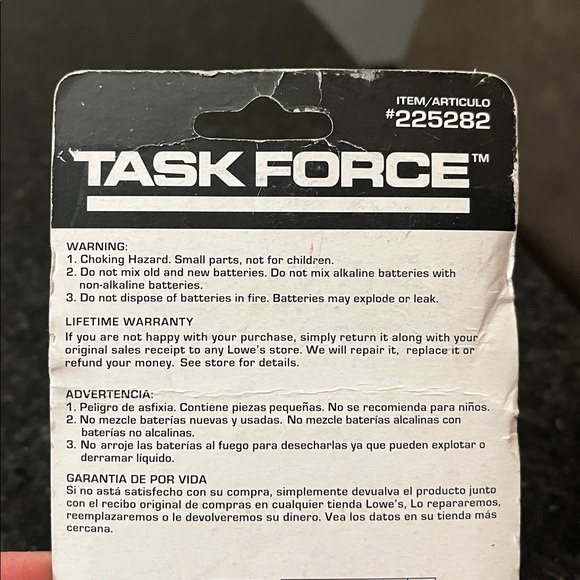 ITEM/ARTICULO
#225282
TASK FORCE™
WARNING:
1. Choking Hazard. Small parts, not for children.
2. Do not mix old and new batteries. Do not mix alkaline batteries with
non-alkaline batteries.
3. Do not dispose of batteries in fire. Batteries may explode or leak.
LIFETIME WARRANTY
If you are not happy with your purchase, simply return it along with your
original sales receipt to any Lowe's store. We will repair it, replace it or
refund your money. See store for details.
ADVERTENCIA:
1. Peligro de asfixia. Contiene piezas pequeñas. No se recomienda para niños.
2. No mezcle baterías nuevas y usadas. No mezcle baterías alcalinas con
baterías no alcalinas.
3. No arroje las baterías al fuego para desecharlas ya que pueden explotar o
derramar líquido.
GARANTIA DE POR VIDA
Si no astá satisfecho con su compra, simplemente devualva el producto junto
con el recibo original de compras en cualquier tienda Lowe's, Lo repararemos,
reemplazaremos o le devolveremos su dinero. Vea los datos en su tienda más
cercana.